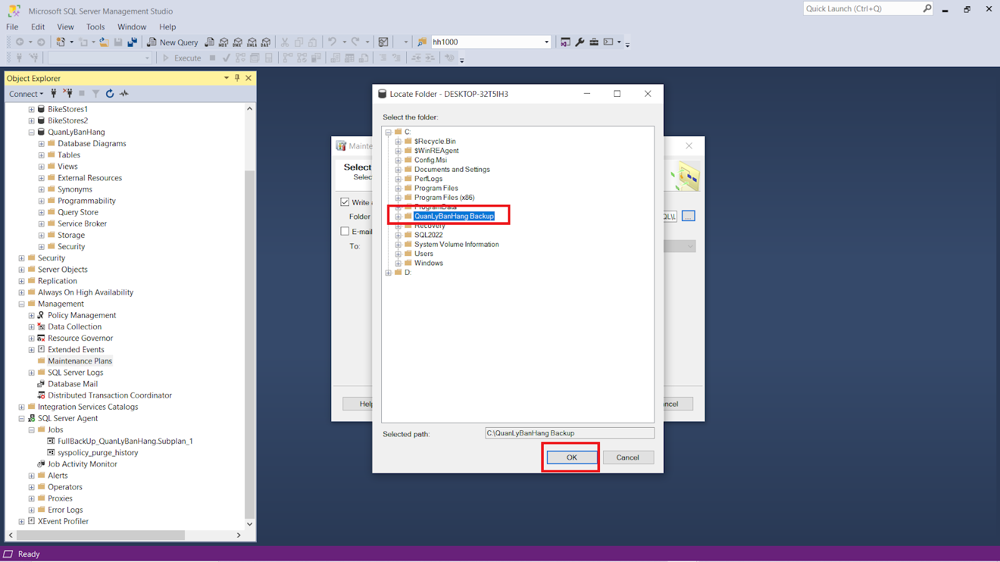 Microsoft SQL Server Management Studio
Quick Launch (Ctrl+Q)
File Edit View Tools Window Help
New Query MDX DMX XMLA DAX hh1000
Execute
Object Explorer
Connect
BikeStores1
BikeStores2
QuanLyBanHang
Database Diagrams
Tables
Views
External Resources
Synonyms
Programmability
Query Store
Service Broker
Storage
Security
Security
Server Objects
Replication
Always On High Availability
Management
Policy Management
Data Collection
Resource Governor
Extended Events
Maintenance Plans
SQL Server Logs
Database Mail
Distributed Transaction Coordinator
Integration Services Catalogs
SQL Server Agent
Jobs
FullBackUp_QuanLyBanHang.Subplan_1
syspolicy_purge_history
Job Activity Monitor
Alerts
Operators
Proxies
Error Logs
XEvent Profiler
Mainte
Select
Selec
Write a
Folder
QL\L
...
E-mail
To:
Help
ncel
Locate Folder - DESKTOP-32T5IH3
Select the folder:
C:
$Recycle.Bin
$WinREAgent
Config.Msi
Documents and Settings
PerfLogs
Program Files
Program Files (x86)
ProgramData
QuanLyBanHang Backup
Recovery
SQL2022
System Volume Information
Users
Windows
D:
Selected path: C:\QuanLyBanHang Backup
OK Cancel
Ready